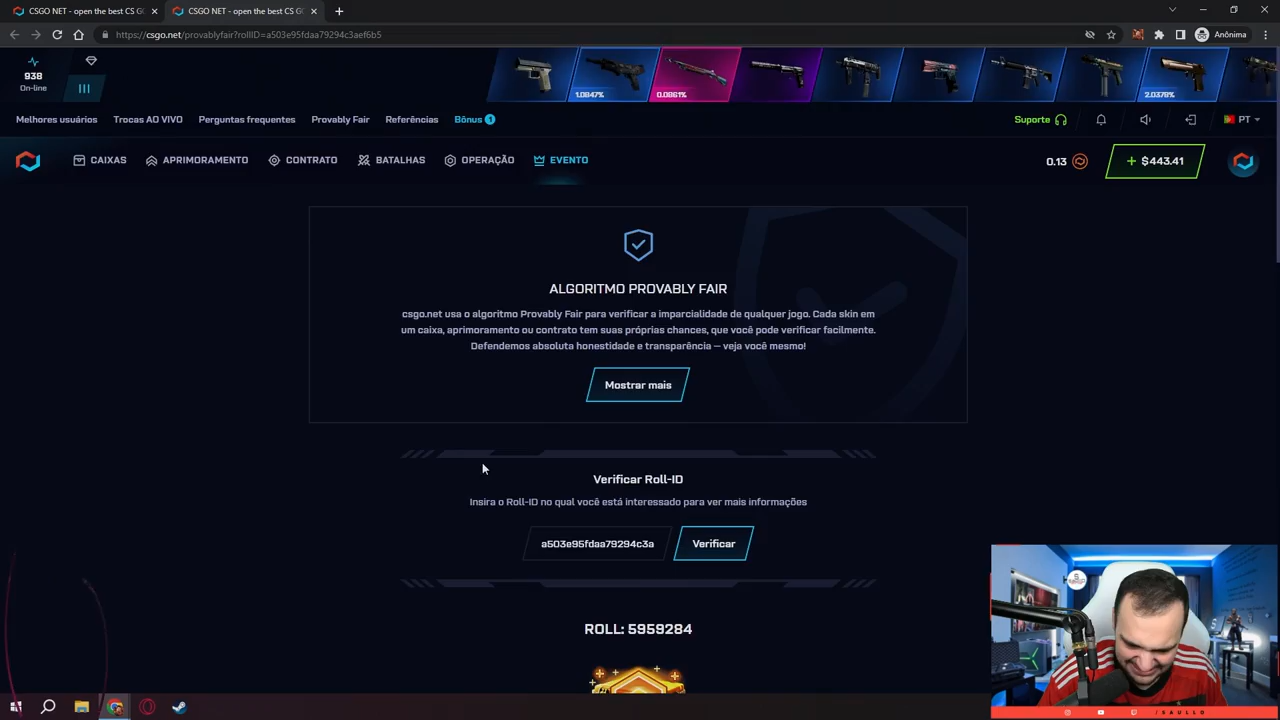 CSGO NET - open the best CS GO
CSGO NET - open the best CS GO
https://csgo.net/provablyfair?rollID=a503e95fdaa79294c3aef6b5
Anônima
938
On-line
1.0847%
0.0861%
2.0378%
Melhores usuários
Trocas AO VIVO
Perguntas frequentes
Provably Fair
Referências
Bônus 1
Suporte
PT
CAIXAS
APRIMORAMENTO
CONTRATO
BATALHAS
OPERAÇÃO
EVENTO
0.13
+ $443.41
ALGORITMO PROVABLY FAIR
csgo.net usa o algoritmo Provably Fair para verificar a imparcialidade de qualquer jogo. Cada skin em
um caixa, aprimoramento ou contrato tem suas próprias chances, que você pode verificar facilmente.
Defendemos absoluta honestidade e transparência — veja você mesmo!
Mostrar mais
Verificar Roll-ID
Insira o Roll-ID no qual você está interessado para ver mais informações
a503e95fdaa79294c3a
Verificar
ROLL: 5959284
/SAULLO